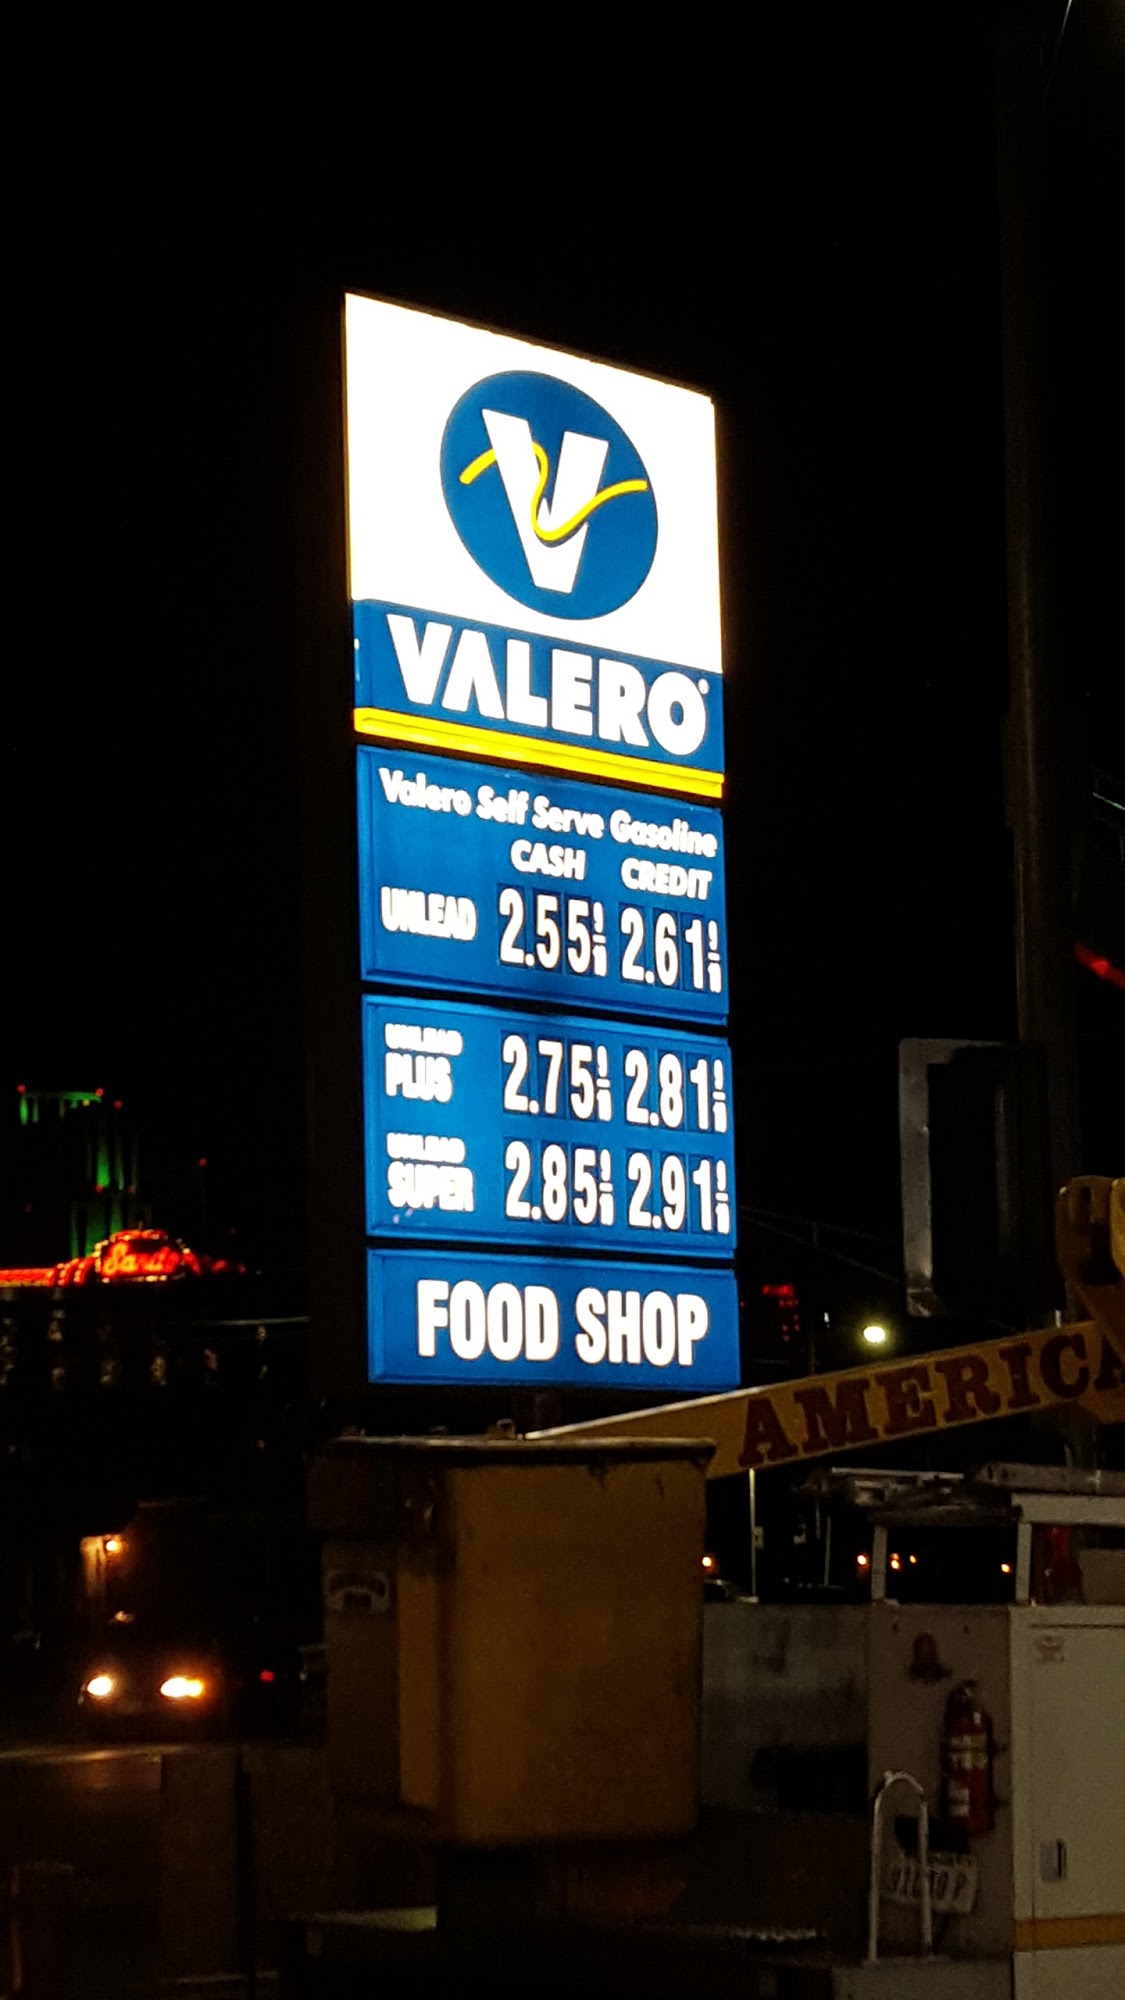 V
VALERO
Valero Self Serve Gasoline
CASH CREDIT
UNLEAD 2.55 9/10 2.61 9/10
UNLEAD
PLUS 2.75 9/10 2.81 9/10
UNLEAD
SUPER 2.85 9/10 2.91 9/10
FOOD SHOP
Sands
AMERICA